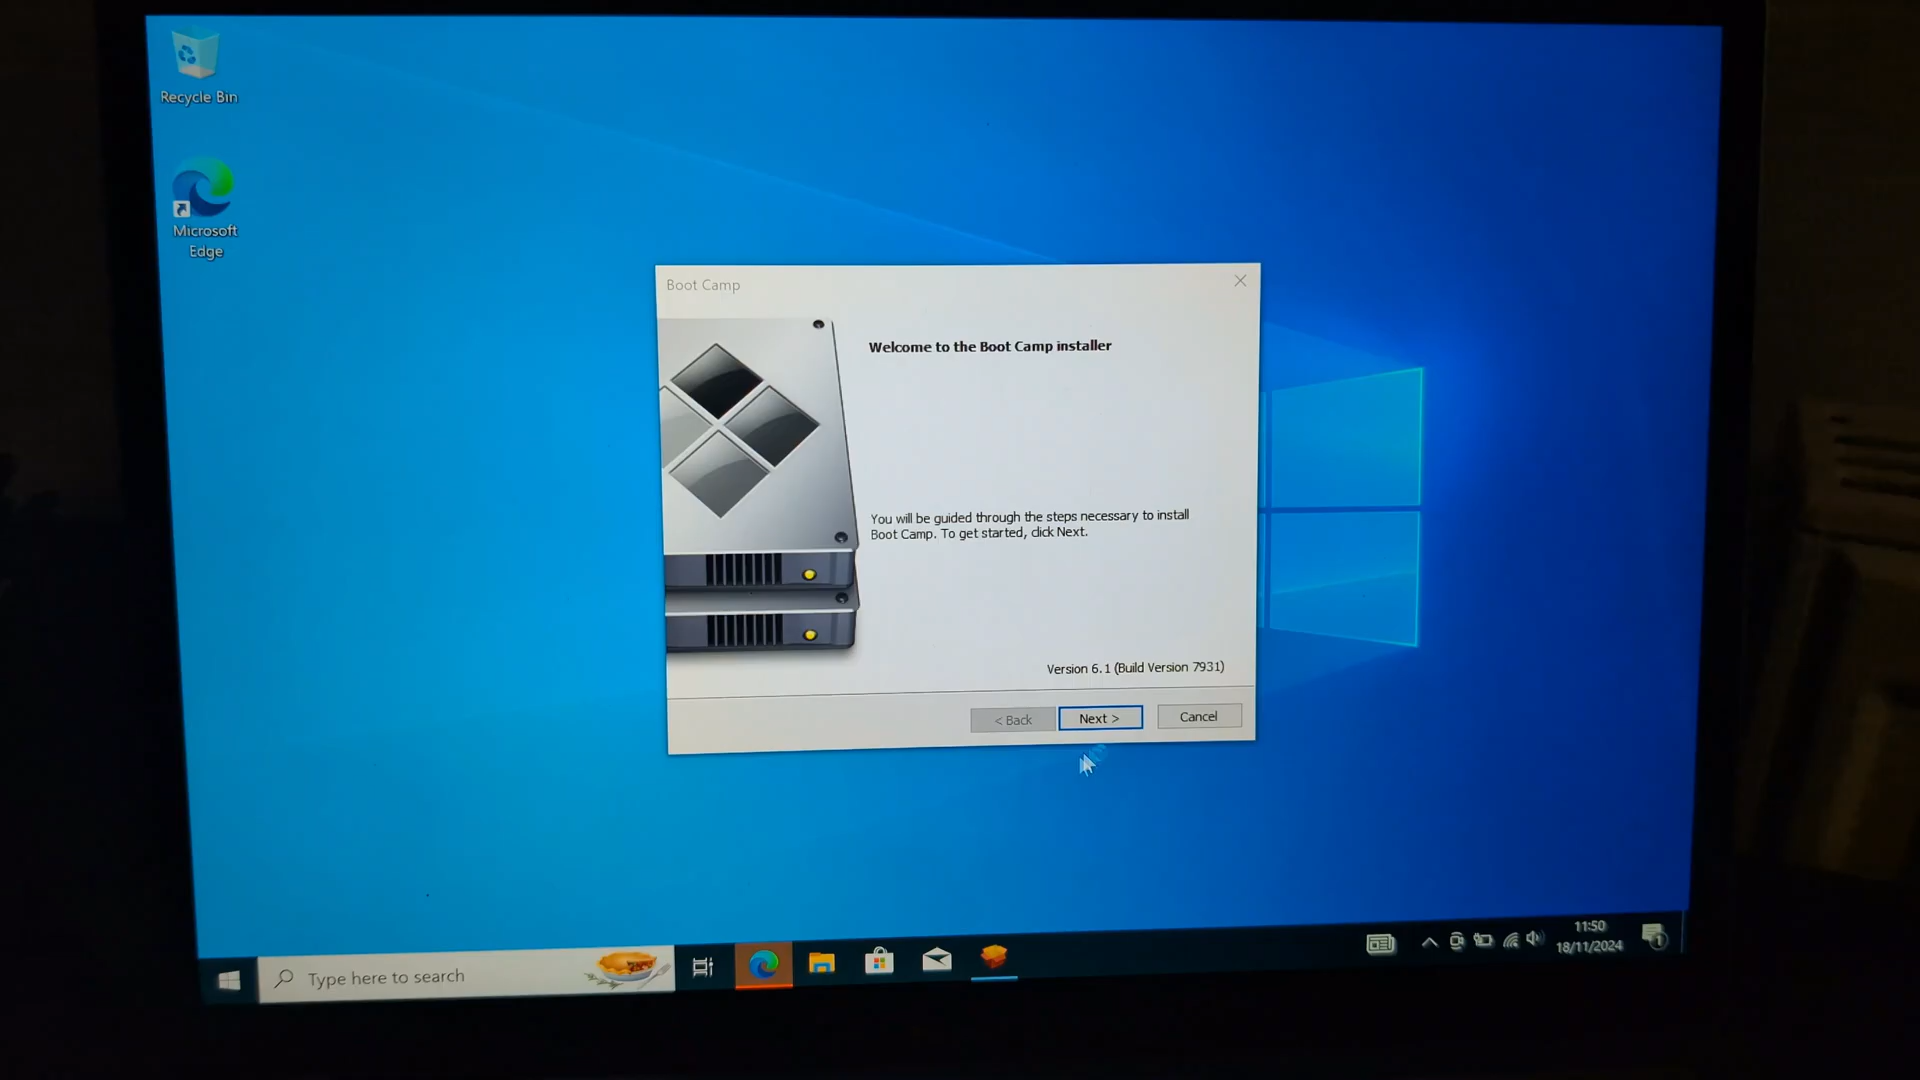 Recycle Bin
Microsoft
Edge
Boot Camp
Welcome to the Boot Camp installer
You will be guided through the steps necessary to install
Boot Camp. To get started, click Next.
Version 6.1 (Build Version 7931)
< Back
Next >
Cancel
Type here to search
11:50
18/11/2024
1